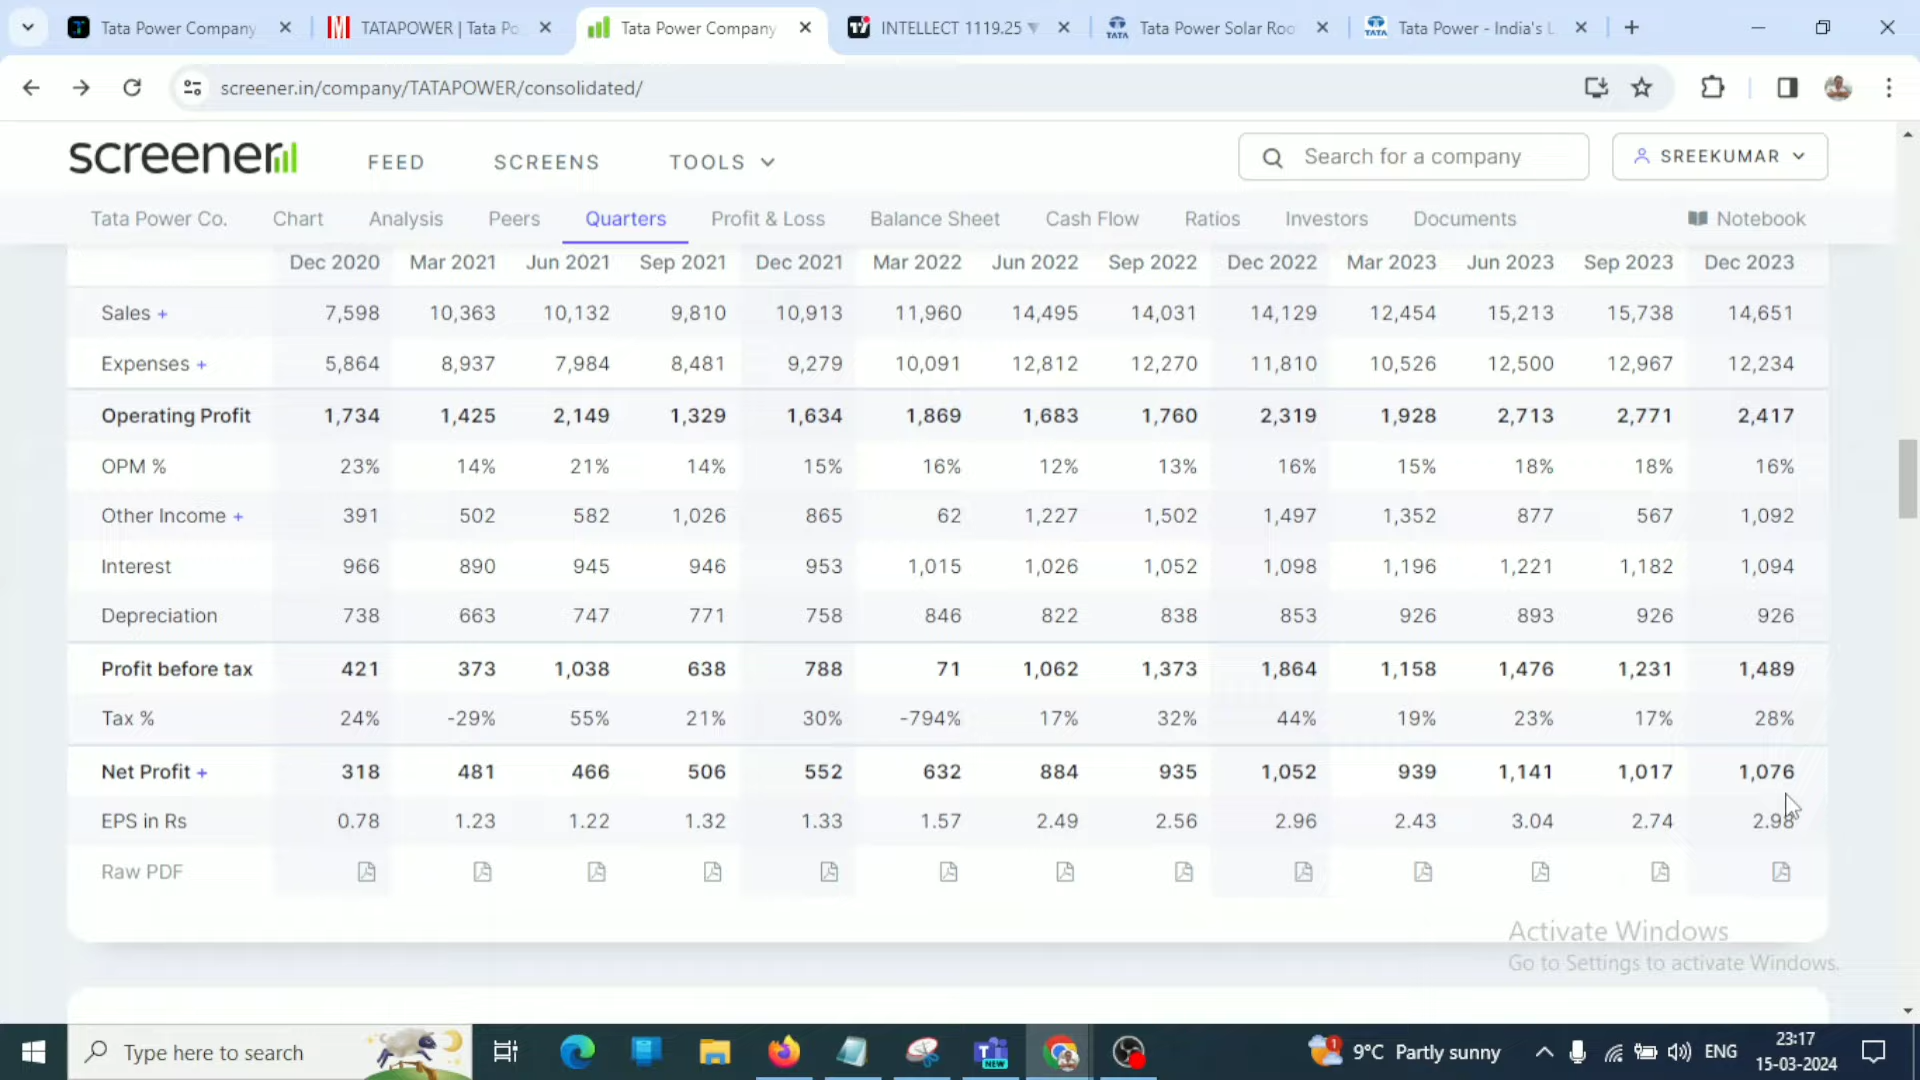 Tata Power Company
TATAPOWER | Tata Po
Tata Power Company
INTELLECT 1119.25 ▼
Tata Power Solar Roo
Tata Power - India's L
screener.in/company/TATAPOWER/consolidated/
screener
FEED
SCREENS
TOOLS
Search for a company
SREEKUMAR
Tata Power Co. Chart Analysis Peers Quarters Profit & Loss Balance Sheet Cash Flow Ratios Investors Documents Notebook
Dec 2020 Mar 2021 Jun 2021 Sep 2021 Dec 2021 Mar 2022 Jun 2022 Sep 2022 Dec 2022 Mar 2023 Jun 2023 Sep 2023 Dec 2023
Sales + 7,598 10,363 10,132 9,810 10,913 11,960 14,495 14,031 14,129 12,454 15,213 15,738 14,651
Expenses + 5,864 8,937 7,984 8,481 9,279 10,091 12,812 12,270 11,810 10,526 12,500 12,967 12,234
Operating Profit 1,734 1,425 2,149 1,329 1,634 1,869 1,683 1,760 2,319 1,928 2,713 2,771 2,417
OPM % 23% 14% 21% 14% 15% 16% 12% 13% 16% 15% 18% 18% 16%
Other Income + 391 502 582 1,026 865 62 1,227 1,502 1,497 1,352 877 567 1,092
Interest 966 890 945 946 953 1,015 1,026 1,052 1,098 1,196 1,221 1,182 1,094
Depreciation 738 663 747 771 758 846 822 838 853 926 893 926 926
Profit before tax 421 373 1,038 638 788 71 1,062 1,373 1,864 1,158 1,476 1,231 1,489
Tax % 24% -29% 55% 21% 30% -794% 17% 32% 44% 19% 23% 17% 28%
Net Profit + 318 481 466 506 552 632 884 935 1,052 939 1,141 1,017 1,076
EPS in Rs 0.78 1.23 1.22 1.32 1.33 1.57 2.49 2.56 2.96 2.43 3.04 2.74 2.98
Raw PDF
Activate Windows
Go to Settings to activate Windows.
Type here to search
NEW
9°C Partly sunny
ENG
23:17
15-03-2024